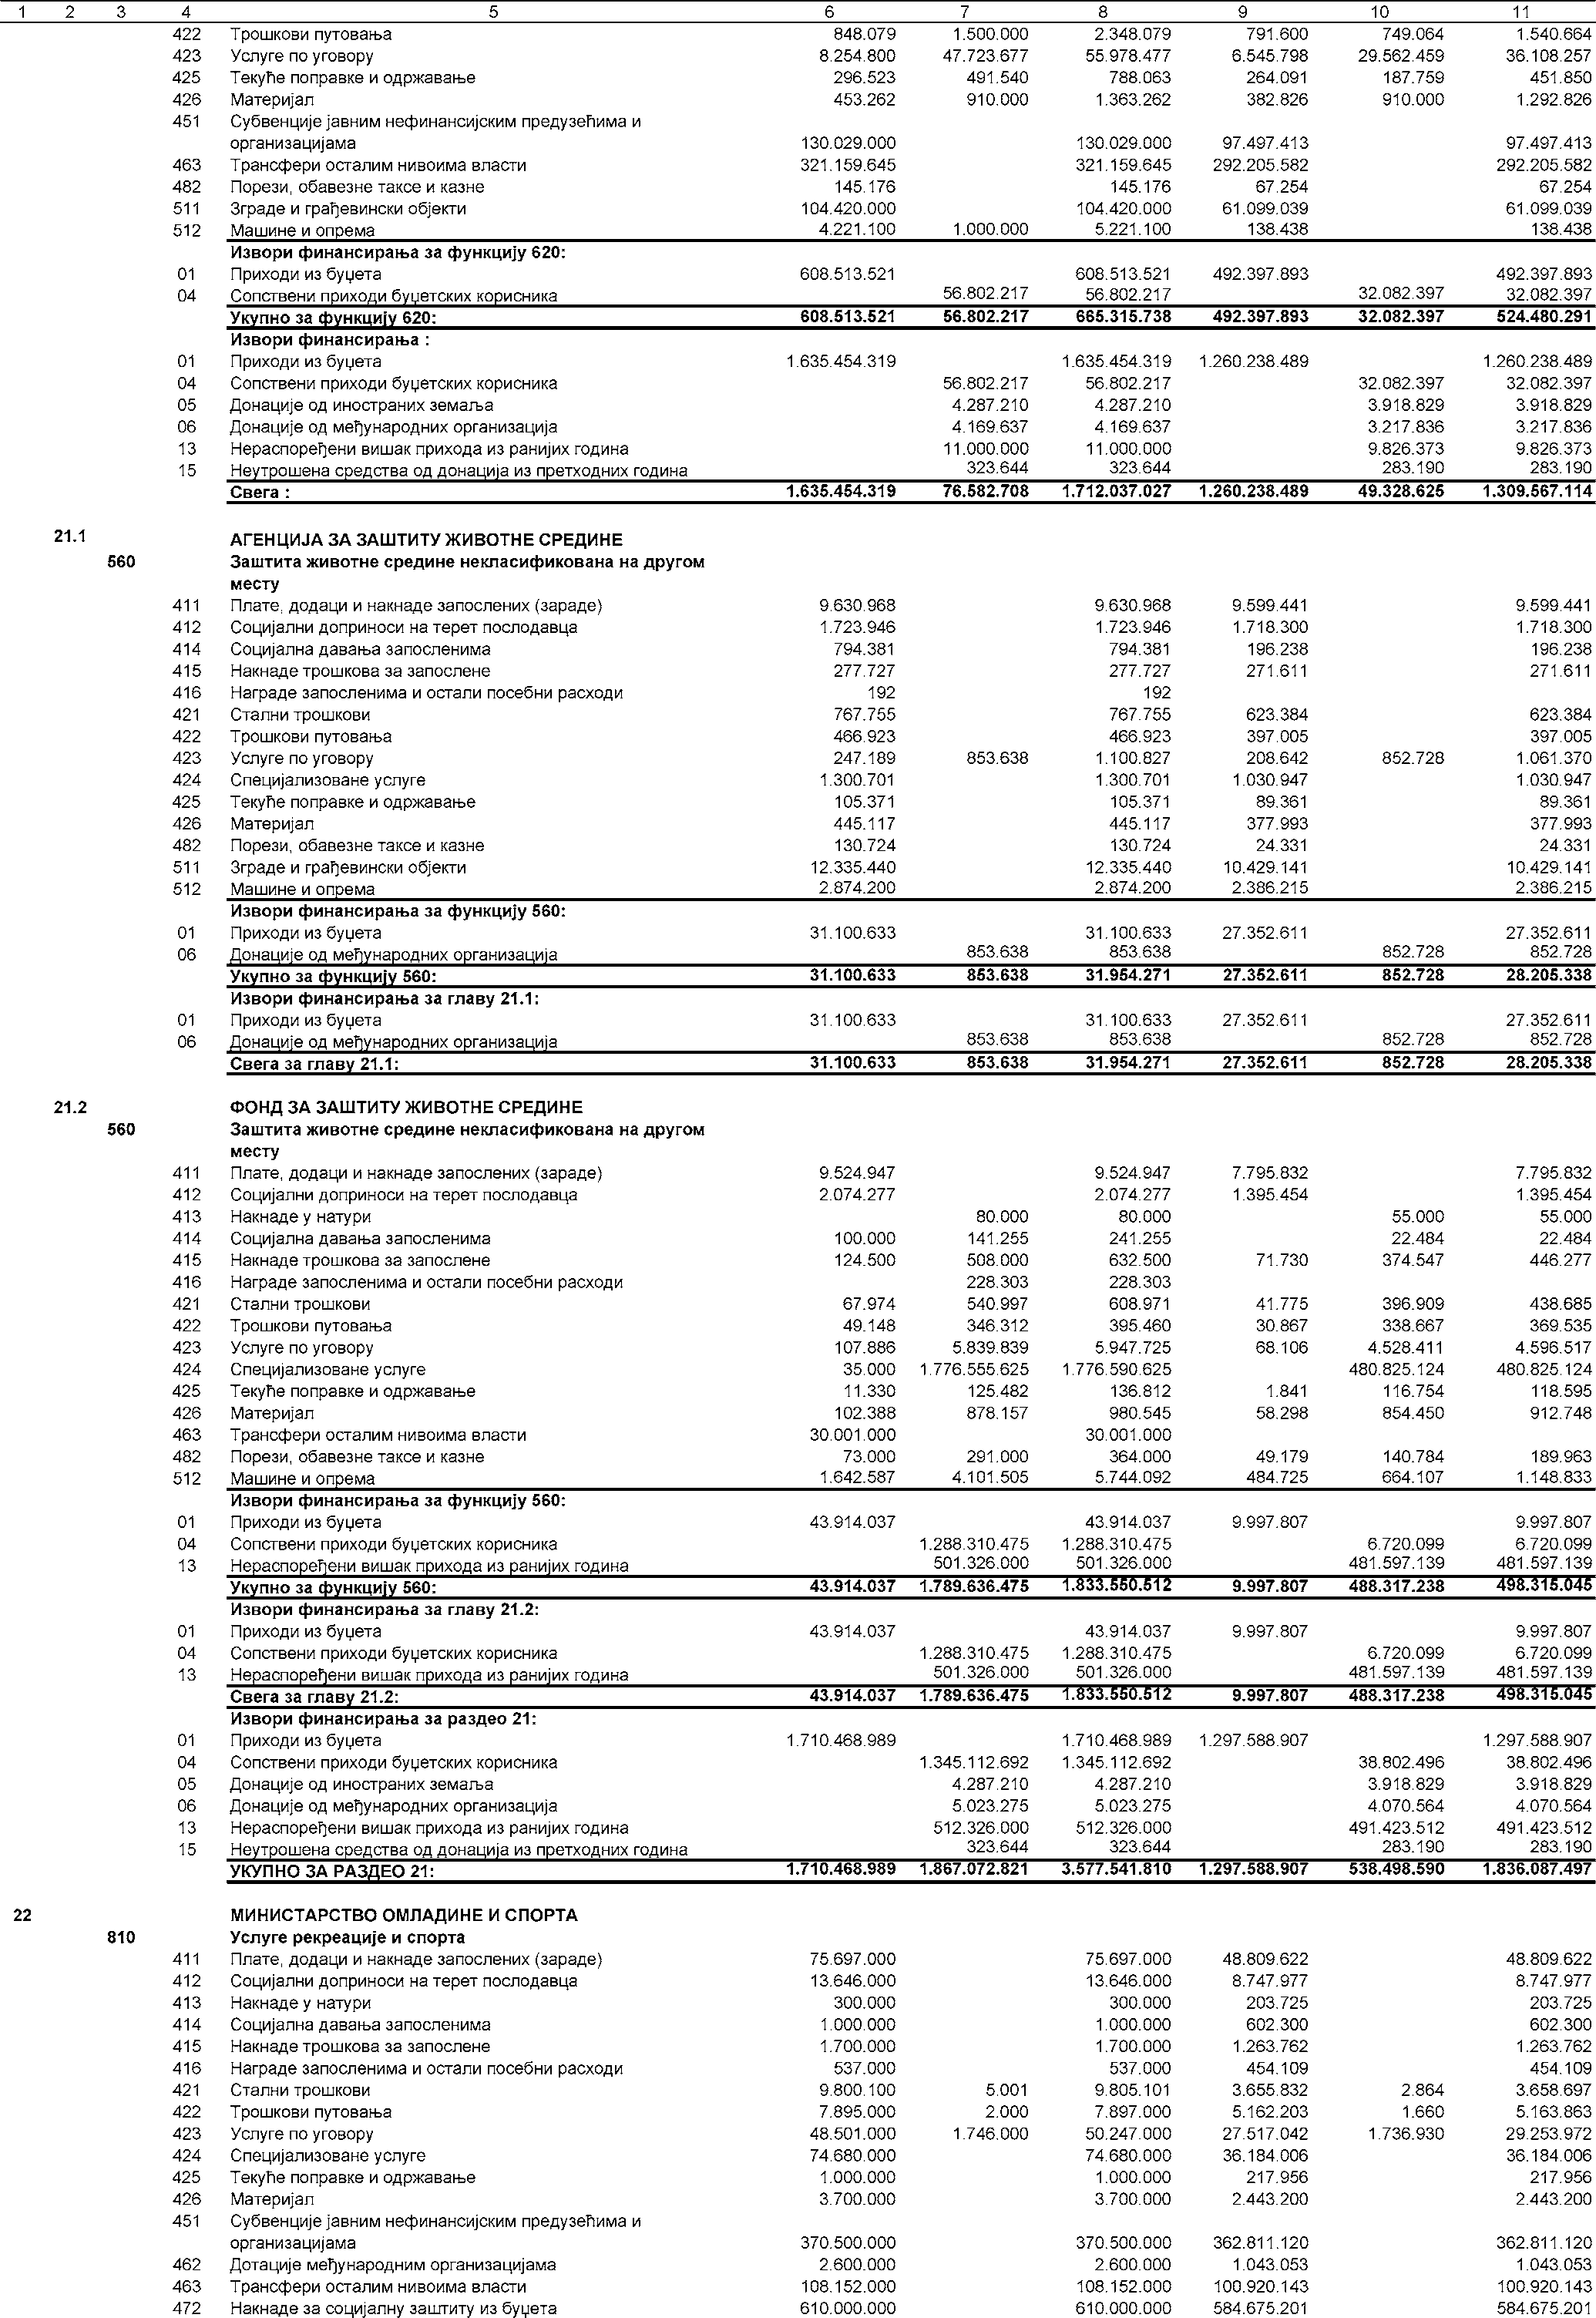 1 2 3 4 5 6 7 8 9 10 11
422 Трошкови путовања 848.079 1.500.000 2.348.079 791.600 749.064 1.540.664
423 Услуге по уговору 8.254.800 47.723.677 55.978.477 6.545.798 29.562.459 36.108.257
425 Текуће поправке и одржавање 296.523 491.540 788.063 264.091 187.759 451.850
426 Материјал 453.262 910.000 1.363.262 382.826 910.000 1.292.826
451 Субвенције јавним нефинансијским предузећима и
организацијама 130.029.000 130.029.000 97.497.413 97.497.413
463 Трансфери осталим нивоима власти 321.159.645 321.159.645 292.205.582 292.205.582
482 Порези, обавезне таксе и казне 145.176 145.176 67.254 67.254
511 Зграде и грађевински објекти 104.420.000 104.420.000 61.099.039 61.099.039
512 Машине и опрема 4.221.100 1.000.000 5.221.100 138.438 138.438
Извори финансирања за функцију 620:
01 Приходи из буџета 608.513.521 608.513.521 492.397.893 492.397.893
04 Сопствени приходи буџетских корисника 56.802.217 56.802.217 32.082.397 32.082.397
Укупно за функцију 620: 608.513.521 56.802.217 665.315.738 492.397.893 32.082.397 524.480.291
Извори финансирања :
01 Приходи из буџета 1.635.454.319 1.635.454.319 1.260.238.489 1.260.238.489
04 Сопствени приходи буџетских корисника 56.802.217 56.802.217 32.082.397 32.082.397
05 Донације од иностраних земаља 4.287.210 4.287.210 3.918.829 3.918.829
06 Донације од међународних организација 4.169.637 4.169.637 3.217.836 3.217.836
13 Нераспоређени вишак прихода из ранијих година 11.000.000 11.000.000 9.826.373 9.826.373
15 Неутрошена средства од донација из претходних година 323.644 323.644 283.190 283.190
Свега : 1.635.454.319 76.582.708 1.712.037.027 1.260.238.489 49.328.625 1.309.567.114
21.1 АГЕНЦИЈА ЗА ЗАШТИТУ ЖИВОТНЕ СРЕДИНЕ
560 Заштита животне средине некласификована на другом
месту
411 Плате, додаци и накнаде запослених (зараде) 9.630.968 9.630.968 9.599.441 9.599.441
412 Социјални доприноси на терет послодавца 1.723.946 1.723.946 1.718.300 1.718.300
414 Социјална давања запосленима 794.381 794.381 196.238 196.238
415 Накнаде трошкова за запослене 277.727 277.727 271.611 271.611
416 Награде запосленима и остали посебни расходи 192 192
421 Стални трошкови 767.755 767.755 623.384 623.384
422 Трошкови путовања 466.923 466.923 397.005 397.005
423 Услуге по уговору 247.189 853.638 1.100.827 208.642 852.728 1.061.370
424 Специјализоване услуге 1.300.701 1.300.701 1.030.947 1.030.947
425 Текуће поправке и одржавање 105.371 105.371 89.361 89.361
426 Материјал 445.117 445.117 377.993 377.993
482 Порези, обавезне таксе и казне 130.724 130.724 24.331 24.331
511 Зграде и грађевински објекти 12.335.440 12.335.440 10.429.141 10.429.141
512 Машине и опрема 2.874.200 2.874.200 2.386.215 2.386.215
Извори финансирања за функцију 560:
01 Приходи из буџета 31.100.633 31.100.633 27.352.611 27.352.611
06 Донације од међународних организација 853.638 853.638 852.728 852.728
Укупно за функцију 560: 31.100.633 853.638 31.954.271 27.352.611 852.728 28.205.338
Извори финансирања за главу 21.1:
01 Приходи из буџета 31.100.633 31.100.633 27.352.611 27.352.611
06 Донације од међународних организација 853.638 853.638 852.728 852.728
Свега за главу 21.1: 31.100.633 853.638 31.954.271 27.352.611 852.728 28.205.338
21.2 ФОНД ЗА ЗАШТИТУ ЖИВОТНЕ СРЕДИНЕ
560 Заштита животне средине некласификована на другом
месту
411 Плате, додаци и накнаде запослених (зараде) 9.524.947 9.524.947 7.795.832 7.795.832
412 Социјални доприноси на терет послодавца 2.074.277 2.074.277 1.395.454 1.395.454
413 Накнаде у натури 80.000 80.000 55.000 55.000
414 Социјална давања запосленима 100.000 141.255 241.255 22.484 22.484
415 Накнаде трошкова за запослене 124.500 508.000 632.500 71.730 374.547 446.277
416 Награде запосленима и остали посебни расходи 228.303 228.303
421 Стални трошкови 67.974 540.997 608.971 41.775 396.909 438.685
422 Трошкови путовања 49.148 346.312 395.460 30.867 338.667 369.535
423 Услуге по уговору 107.886 5.839.839 5.947.725 68.106 4.528.411 4.596.517
424 Специјализоване услуге 35.000 1.776.555.625 1.776.590.625 480.825.124 480.825.124
425 Текуће поправке и одржавање 11.330 125.482 136.812 1.841 116.754 118.595
426 Материјал 102.388 878.157 980.545 58.298 854.450 912.748
463 Трансфери осталим нивоима власти 30.001.000 30.001.000
482 Порези, обавезне таксе и казне 73.000 291.000 364.000 49.179 140.784 189.963
512 Машине и опрема 1.642.587 4.101.505 5.744.092 484.725 664.107 1.148.833
Извори финансирања за функцију 560:
01 Приходи из буџета 43.914.037 43.914.037 9.997.807 9.997.807
04 Сопствени приходи буџетских корисника 1.288.310.475 1.288.310.475 6.720.099 6.720.099
13 Нераспоређени вишак прихода из ранијих година 501.326.000 501.326.000 481.597.139 481.597.139
Укупно за функцију 560: 43.914.037 1.789.636.475 1.833.550.512 9.997.807 488.317.238 498.315.045
Извори финансирања за главу 21.2:
01 Приходи из буџета 43.914.037 43.914.037 9.997.807 9.997.807
04 Сопствени приходи буџетских корисника 1.288.310.475 1.288.310.475 6.720.099 6.720.099
13 Нераспоређени вишак прихода из ранијих година 501.326.000 501.326.000 481.597.139 481.597.139
Свега за главу 21.2: 43.914.037 1.789.636.475 1.833.550.512 9.997.807 488.317.238 498.315.045
Извори финансирања за раздео 21:
01 Приходи из буџета 1.710.468.989 1.710.468.989 1.297.588.907 1.297.588.907
04 Сопствени приходи буџетских корисника 1.345.112.692 1.345.112.692 38.802.496 38.802.496
05 Донације од иностраних земаља 4.287.210 4.287.210 3.918.829 3.918.829
06 Донације од међународних организација 5.023.275 5.023.275 4.070.564 4.070.564
13 Нераспоређени вишак прихода из ранијих година 512.326.000 512.326.000 491.423.512 491.423.512
15 Неутрошена средства од донација из претходних година 323.644 323.644 283.190 283.190
УКУПНО ЗА РАЗДЕО 21: 1.710.468.989 1.867.072.821 3.577.541.810 1.297.588.907 538.498.590 1.836.087.497
22 МИНИСТАРСТВО ОМЛАДИНЕ И СПОРТА
810 Услуге рекреације и спорта
411 Плате, додаци и накнаде запослених (зараде) 75.697.000 75.697.000 48.809.622 48.809.622
412 Социјални доприноси на терет послодавца 13.646.000 13.646.000 8.747.977 8.747.977
413 Накнаде у натури 300.000 300.000 203.725 203.725
414 Социјална давања запосленима 1.000.000 1.000.000 602.300 602.300
415 Накнаде трошкова за запослене 1.700.000 1.700.000 1.263.762 1.263.762
416 Награде запосленима и остали посебни расходи 537.000 537.000 454.109 454.109
421 Стални трошкови 9.800.100 5.001 9.805.101 3.655.832 2.864 3.658.697
422 Трошкови путовања 7.895.000 2.000 7.897.000 5.162.203 1.660 5.163.863
423 Услуге по уговору 48.501.000 1.746.000 50.247.000 27.517.042 1.736.930 29.253.972
424 Специјализоване услуге 74.680.000 74.680.000 36.184.006 36.184.006
425 Текуће поправке и одржавање 1.000.000 1.000.000 217.956 217.956
426 Материјал 3.700.000 3.700.000 2.443.200 2.443.200
451 Субвенције јавним нефинансијским предузећима и
организацијама 370.500.000 370.500.000 362.811.120 362.811.120
462 Дотације међународним организацијама 2.600.000 2.600.000 1.043.053 1.043.053
463 Трансфери осталим нивоима власти 108.152.000 108.152.000 100.920.143 100.920.143
472 Накнаде за социјалну заштиту из буџета 610.000.000 610.000.000 584.675.201 584.675.201